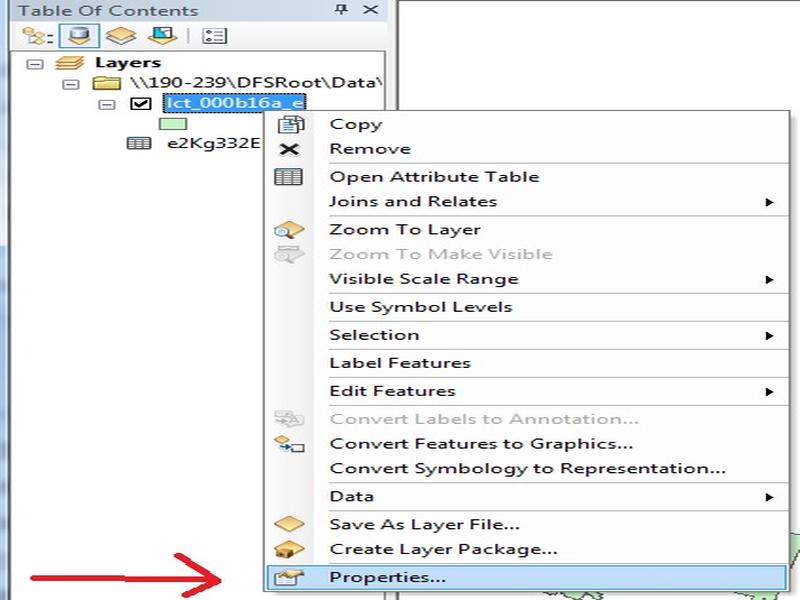 Table Of Contents
Layers
\\190-239\DFSRoot\Data\
lct_000b16a_e
e2Kg332E
Copy
Remove
Open Attribute Table
Joins and Relates
Zoom To Layer
Zoom To Make Visible
Visible Scale Range
Use Symbol Levels
Selection
Label Features
Edit Features
Convert Labels to Annotation...
Convert Features to Graphics...
Convert Symbology to Representation...
Data
Save As Layer File...
Create Layer Package...
Properties...